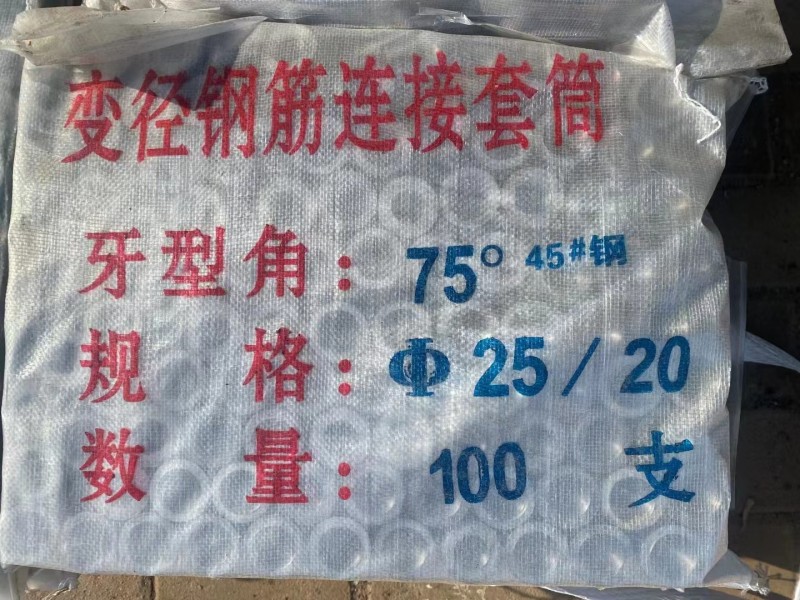 变径钢筋连接套筒
牙型角：75° 45#钢
规格：Φ25/20
数量：100 支